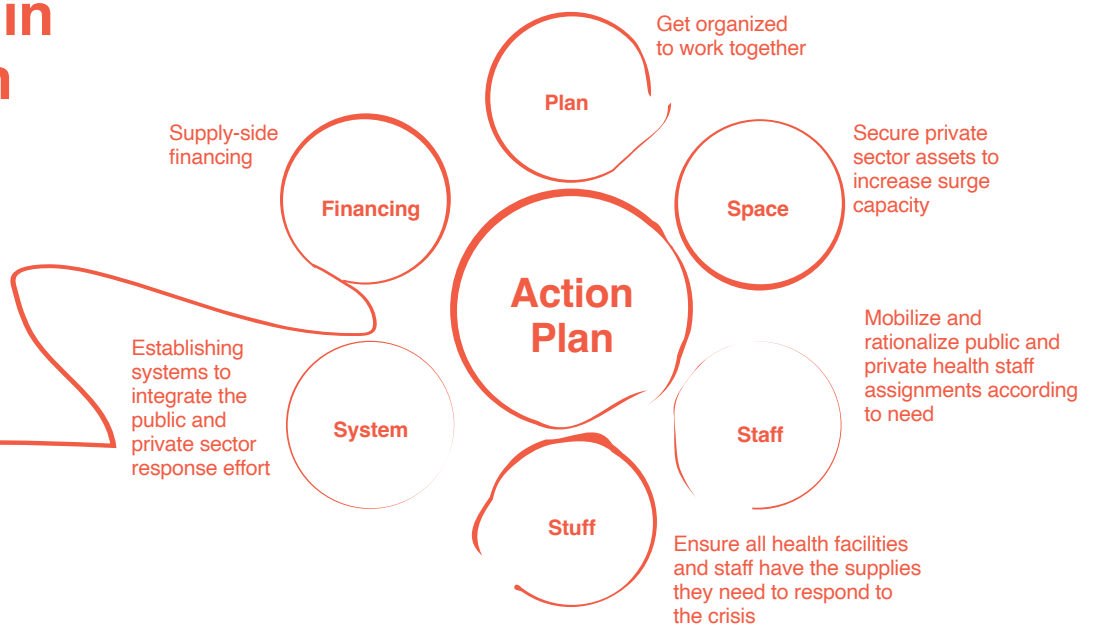 in
Plan
Get organized
to work together
Space
Secure private
sector assets to
increase surge
capacity
Staff
Mobilize and
rationalize public and
private health staff
assignments according
to need
Stuff
Ensure all health facilities
and staff have the supplies
they need to respond to
the crisis
System
Establishing
systems to
integrate the
public and
private sector
response effort
Financing
Supply-side
financing
Action
Plan